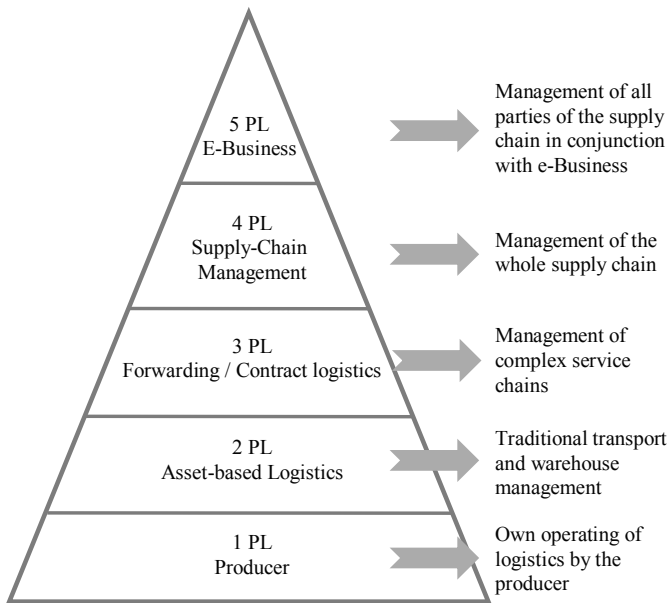 5 PL
E-Business
Management of all
parties of the supply
chain in conjunction
with e-Business
4 PL
Supply-Chain
Management
Management of the
whole supply chain
3 PL
Forwarding / Contract logistics
Management of
complex service
chains
2 PL
Asset-based Logistics
Traditional transport
and warehouse
management
1 PL
Producer
Own operating of
logistics by the
producer